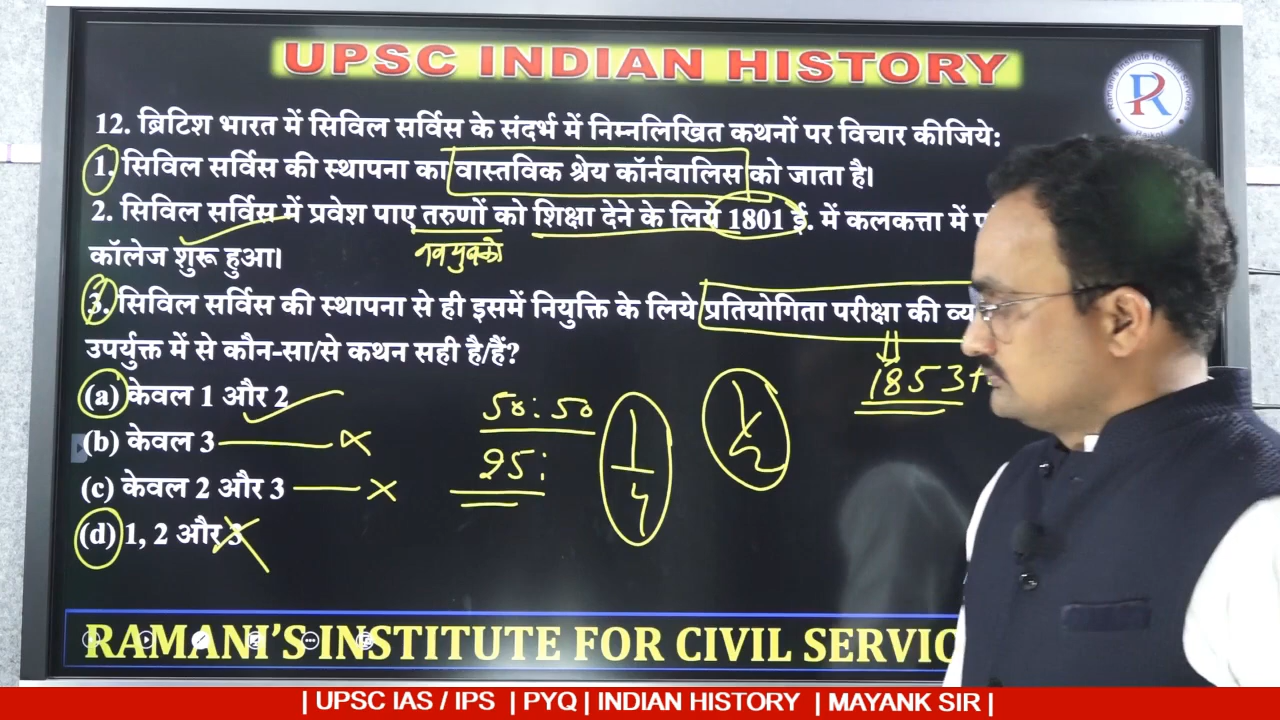 UPSC INDIAN HISTORY
R
12. ब्रिटिश भारत में सिविल सर्विस के संदर्भ में निम्नलिखित कथनों पर विचार कीजिये:
1. सिविल सर्विस की स्थापना का वास्तविक श्रेय कॉर्नवालिस को जाता है।
2. सिविल सर्विस में प्रवेश पाए तरुणों को शिक्षा देने के लिये 1801 ई. में कलकत्ता में
नवयुवको
कॉलेज शुरू हुआ।
3. सिविल सर्विस की स्थापना से ही इसमें नियुक्ति के लिये प्रतियोगिता परीक्षा की
उपर्युक्त में से कौन-सा/से कथन सही है/हैं?
1853
(a) केवल 1 और 2
50:50
(b) केवल 3
25:
1/4
(c) केवल 2 और 3
(d) 1, 2 और 3
RAMANI'S INSTITUTE FOR CIVIL SERVIC
| UPSC IAS / IPS | PYQ | INDIAN HISTORY | MAYANK SIR |